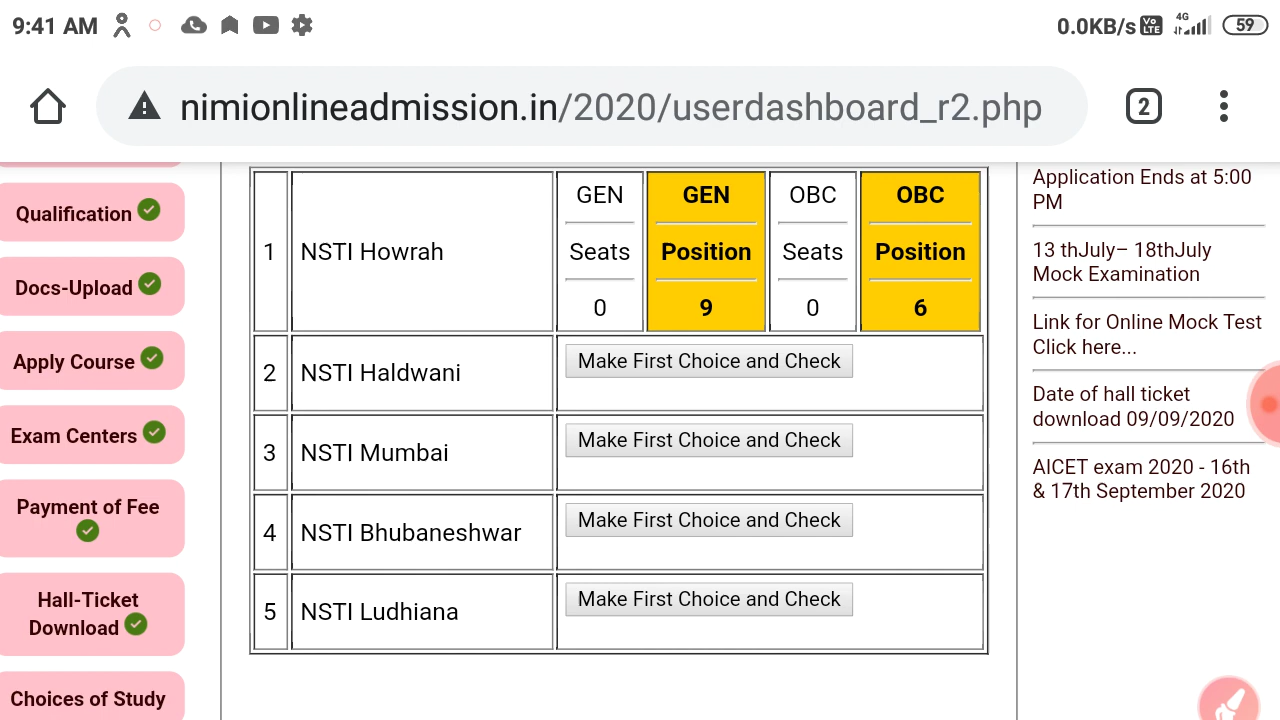 9:41 AM
0.0KB/s Vo LTE 4G 59
nimionlineadmission.in/2020/userdashboard_r2.php
2
Qualification
Docs-Upload
Apply Course
Exam Centers
Payment of Fee
Hall-Ticket
Download
Choices of Study
1 NSTI Howrah
GEN GEN OBC OBC
Seats Position Seats Position
0 9 0 6
2 NSTI Haldwani Make First Choice and Check
3 NSTI Mumbai Make First Choice and Check
4 NSTI Bhubaneshwar Make First Choice and Check
5 NSTI Ludhiana Make First Choice and Check
Application Ends at 5:00
PM
13 thJuly– 18thJuly
Mock Examination
Link for Online Mock Test
Click here...
Date of hall ticket
download 09/09/2020
AICET exam 2020 - 16th
& 17th September 2020